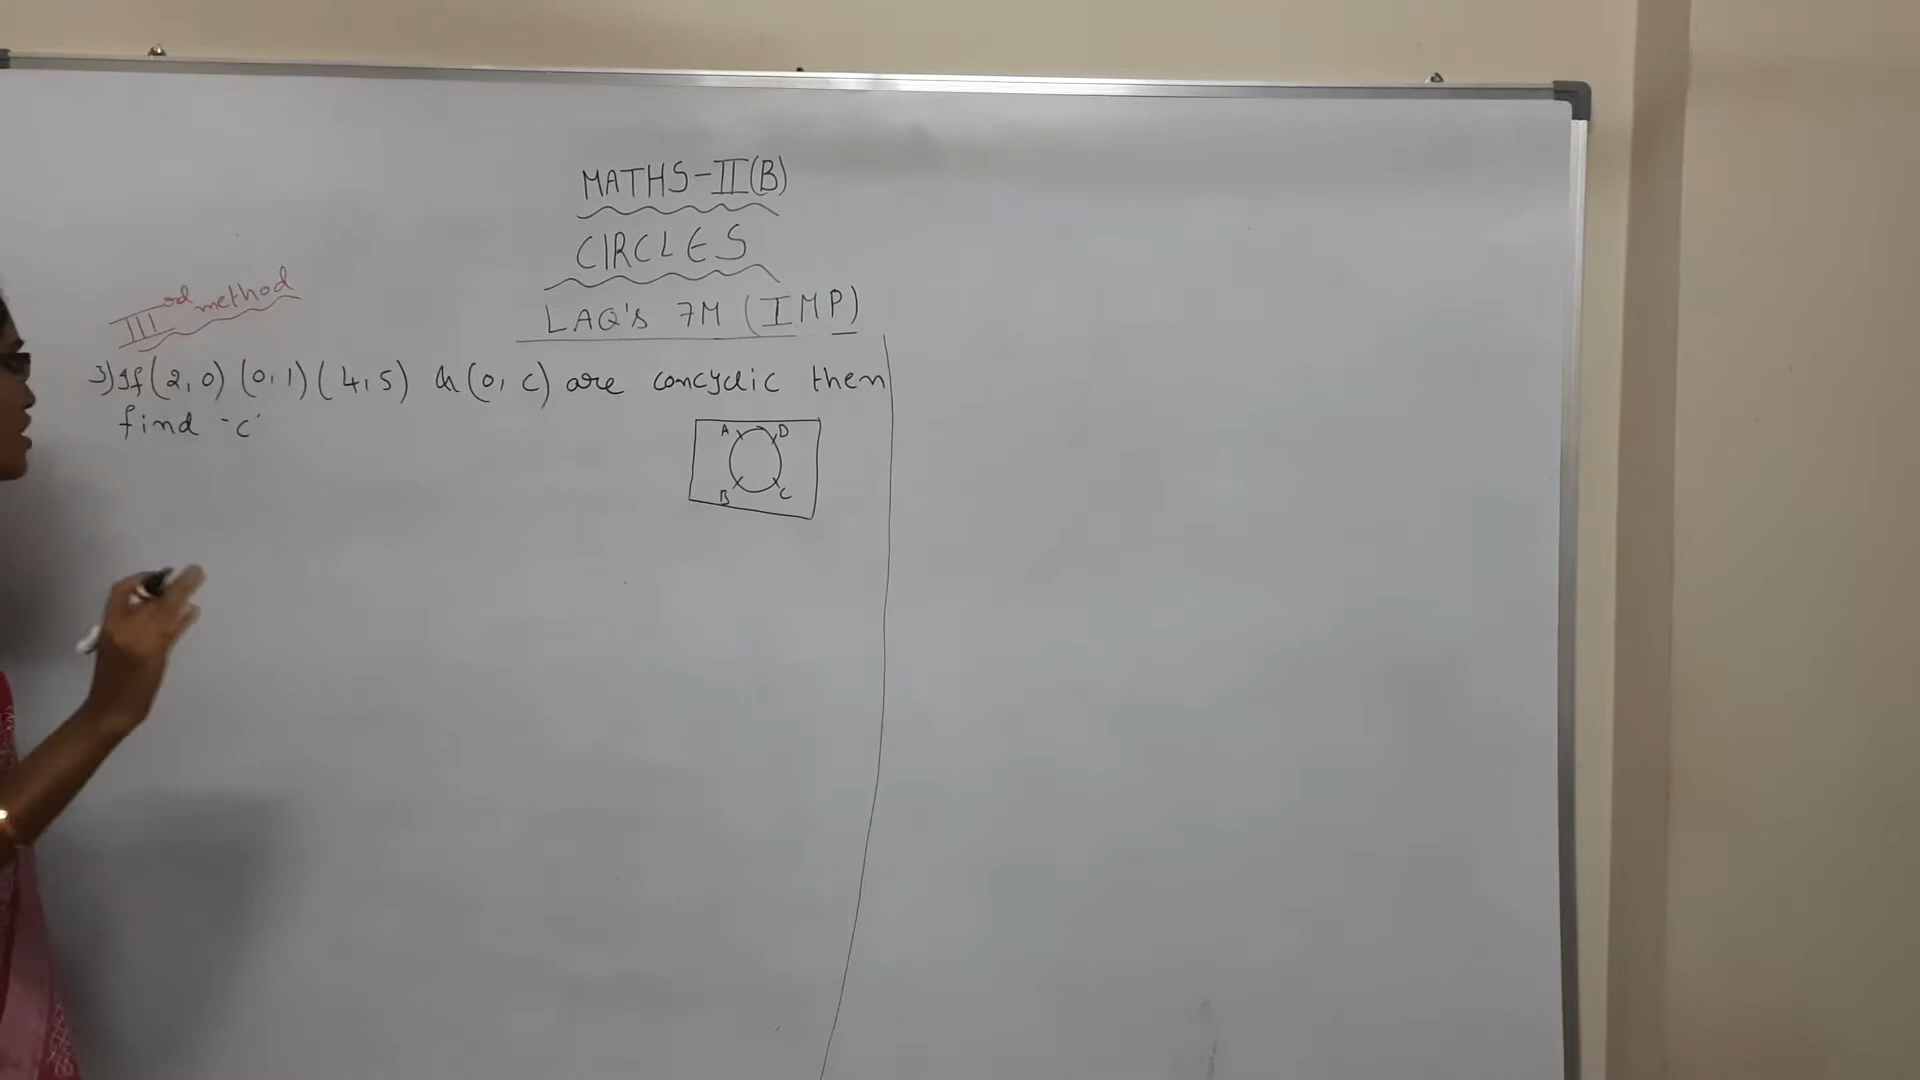 MATHS-II(B)
CIRCLES
LAQ's 7M (IMP)
III rd method
3) If (2,0) (0,1) (4,5) & (0, c) are concyclic then
find 'c'
A D
B C